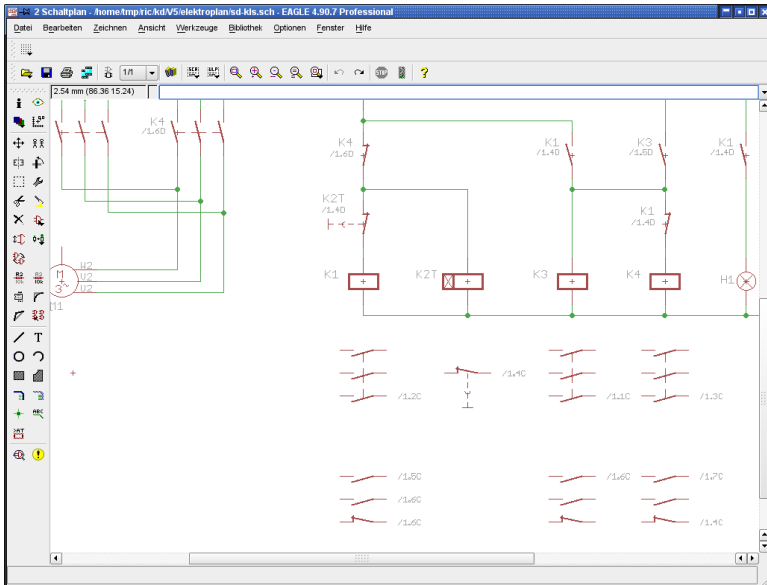 2 Schaltplan - /home/tmp/ric/kd/V5/elektroplan/sd-kls.sch - EAGLE 4.90.7 Professional
Datei Bearbeiten Zeichnen Ansicht Werkzeuge Bibliothek Optionen Fenster Hilfe
1/1
2.54 mm (86.36 15.24)
K4
/1.6D
K4
/1.6D
K1
/1.4D
K3
/1.5D
K1
/1.4D
K2T
/1.4D
K1
/1.4D
W2
U2
V2
M
3~
M1
K1
K2T
K3
K4
H1
/1.2C
/1.4C
/1.1C
/1.3C
/1.5C
/1.6C
/1.7C
/1.6C
/1.6C
/1.4C